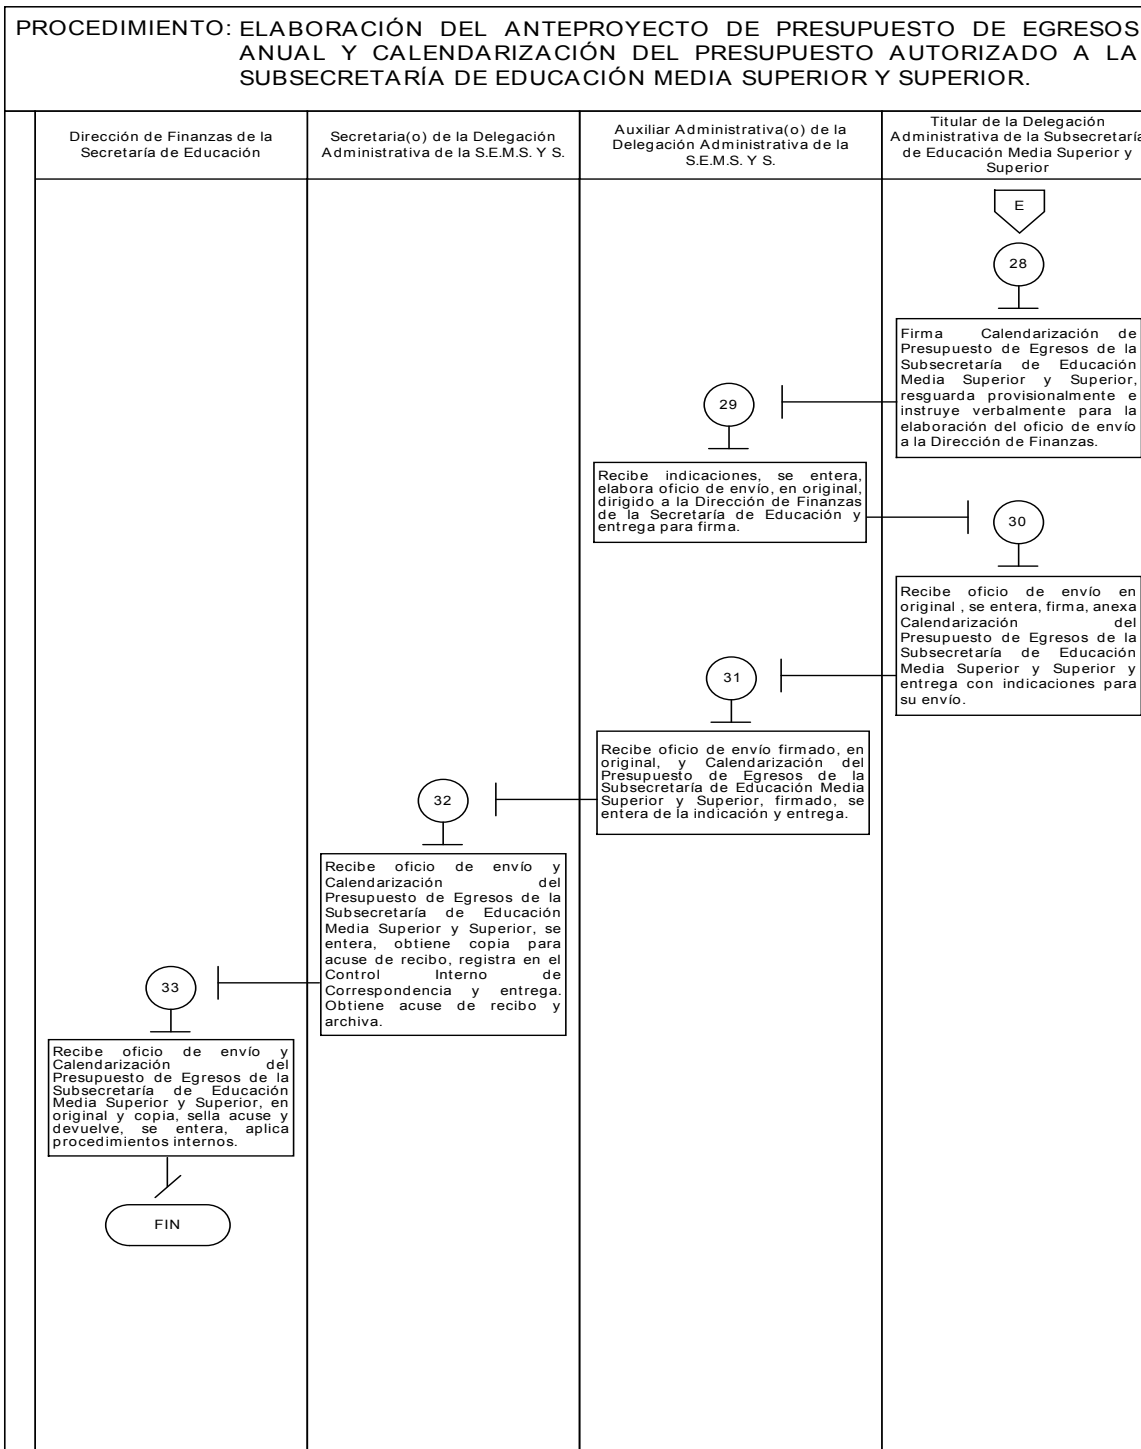 PROCEDIMIENTO: ELABORACIÓN DEL ANTEPROYECTO DE PRESUPUESTO DE EGRESOS
ANUAL Y CALENDARIZACIÓN DEL PRESUPUESTO AUTORIZADO A LA
SUBSECRETARÍA DE EDUCACIÓN MEDIA SUPERIOR Y SUPERIOR.
Dirección de Finanzas de la
Secretaría de Educación
Secretaria(o) de la Delegación
Administrativa de la S.E.M.S. Y S.
Auxiliar Administrativa(o) de la
Delegación Administrativa de la
S.E.M.S. Y S.
Titular de la Delegación
Administrativa de la Subsecretaría
de Educación Media Superior y
Superior
E
28
Firma Calendarización de
Presupuesto de Egresos de la
Subsecretaría de Educación
Media Superior y Superior,
resguarda provisionalmente e
instruye verbalmente para la
elaboración del oficio de envío
a la Dirección de Finanzas.
29
Recibe indicaciones, se entera,
elabora oficio de envío, en original,
dirigido a la Dirección de Finanzas
de la Secretaría de Educación y
entrega para firma.
30
Recibe oficio de envío en
original , se entera, firma, anexa
Calendarización del
Presupuesto de Egresos de la
Subsecretaría de Educación
Media Superior y Superior y
entrega con indicaciones para
su envío.
31
Recibe oficio de envío firmado, en
original, y Calendarización del
Presupuesto de Egresos de la
Subsecretaría de Educación Media
Superior y Superior, firmado, se
entera de la indicación y entrega.
32
Recibe oficio de envío y
Calendarización del
Presupuesto de Egresos de la
Subsecretaría de Educación
Media Superior y Superior, se
entera, obtiene copia para
acuse de recibo, registra en el
Control Interno de
Correspondencia y entrega.
Obtiene acuse de recibo y
archiva.
33
Recibe oficio de envío y
Calendarización del
Presupuesto de Egresos de la
Subsecretaría de Educación
Media Superior y Superior, en
original y copia, sella acuse y
devuelve, se entera, aplica
procedimientos internos.
FIN